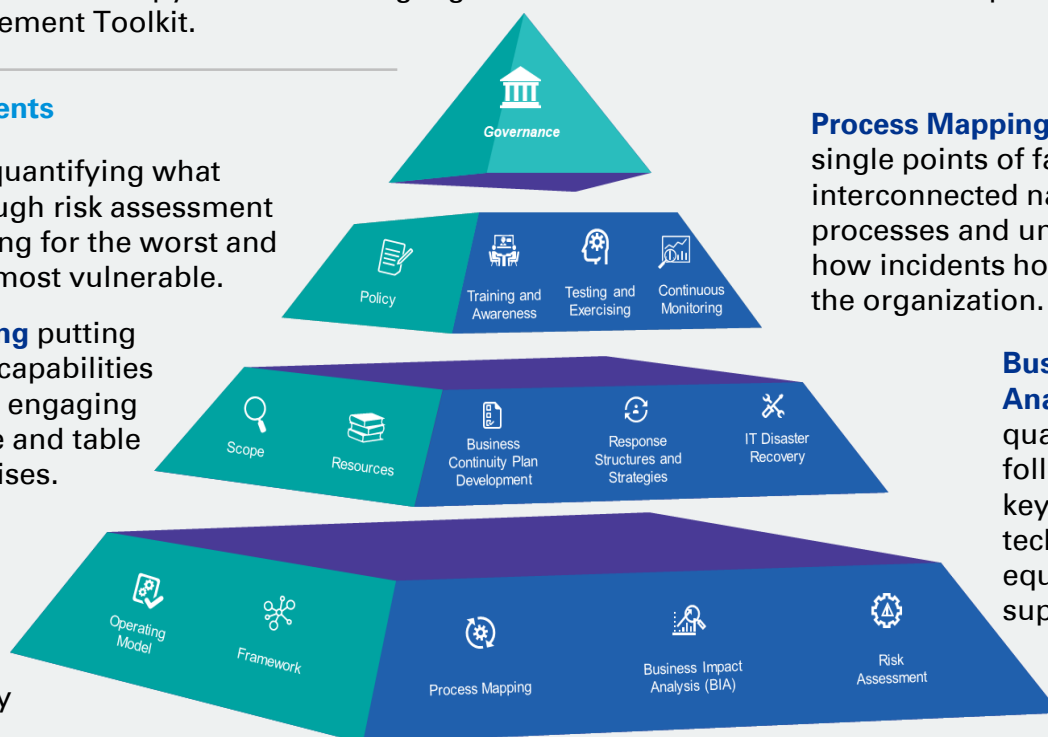 ement Toolkit.
ents
quantifying what
ugh risk assessment
ng for the worst and
most vulnerable.
ng putting
capabilities
engaging
e and table
ises.
y
Governance
Policy
Training and
Awareness
Testing and
Exercising
Continuous
Monitoring
Scope
Resources
Business
Continuity Plan
Development
Response
Structures and
Strategies
IT Disaster
Recovery
Operating
Model
Framework
Process Mapping
Business Impact
Analysis (BIA)
Risk
Assessment
Process Mapping
single points of fa
interconnected na
processes and un
how incidents ho
the organization.
Bus
Ana
qua
foll
key
tech
equ
sup